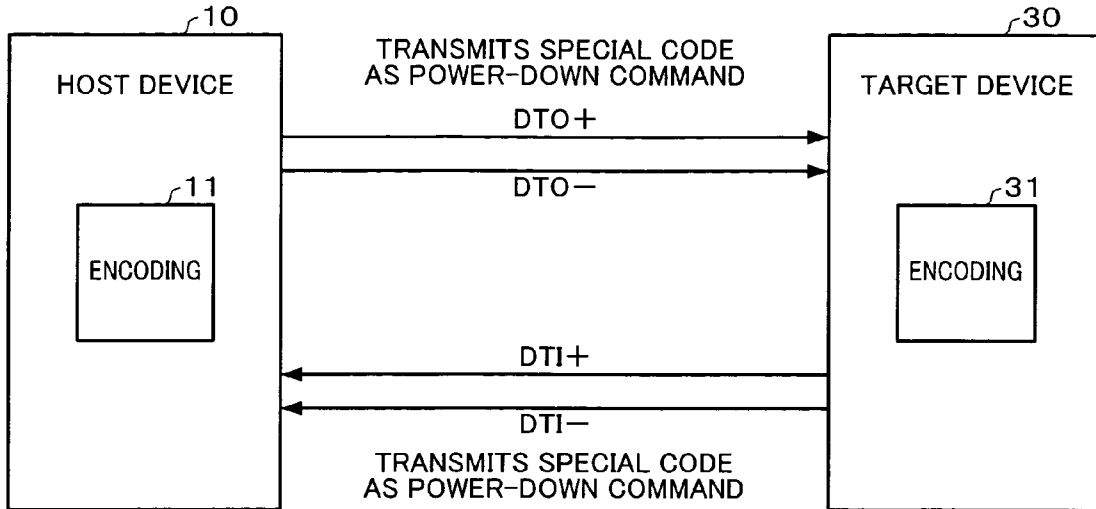 10
30
HOST DEVICE
TRANSMITS SPECIAL CODE
AS POWER-DOWN COMMAND
TARGET DEVICE
DTO+
DTO−
11
31
ENCODING
ENCODING
DTI+
DTI−
TRANSMITS SPECIAL CODE
AS POWER-DOWN COMMAND